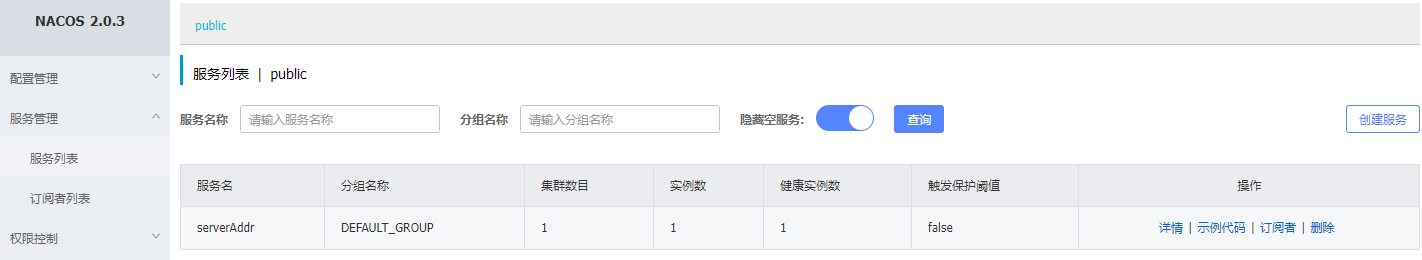 NACOS 2.0.3
配置管理
服务管理
服务列表
订阅者列表
权限控制
public
服务列表 | public
服务名称 请输入服务名称 分组名称 请输入分组名称 隐藏空服务: 查询 创建服务
服务名 分组名称 集群数目 实例数 健康实例数 触发保护阈值 操作
serverAddr DEFAULT_GROUP 1 1 1 false 详情 | 示例代码 | 订阅者 | 删除